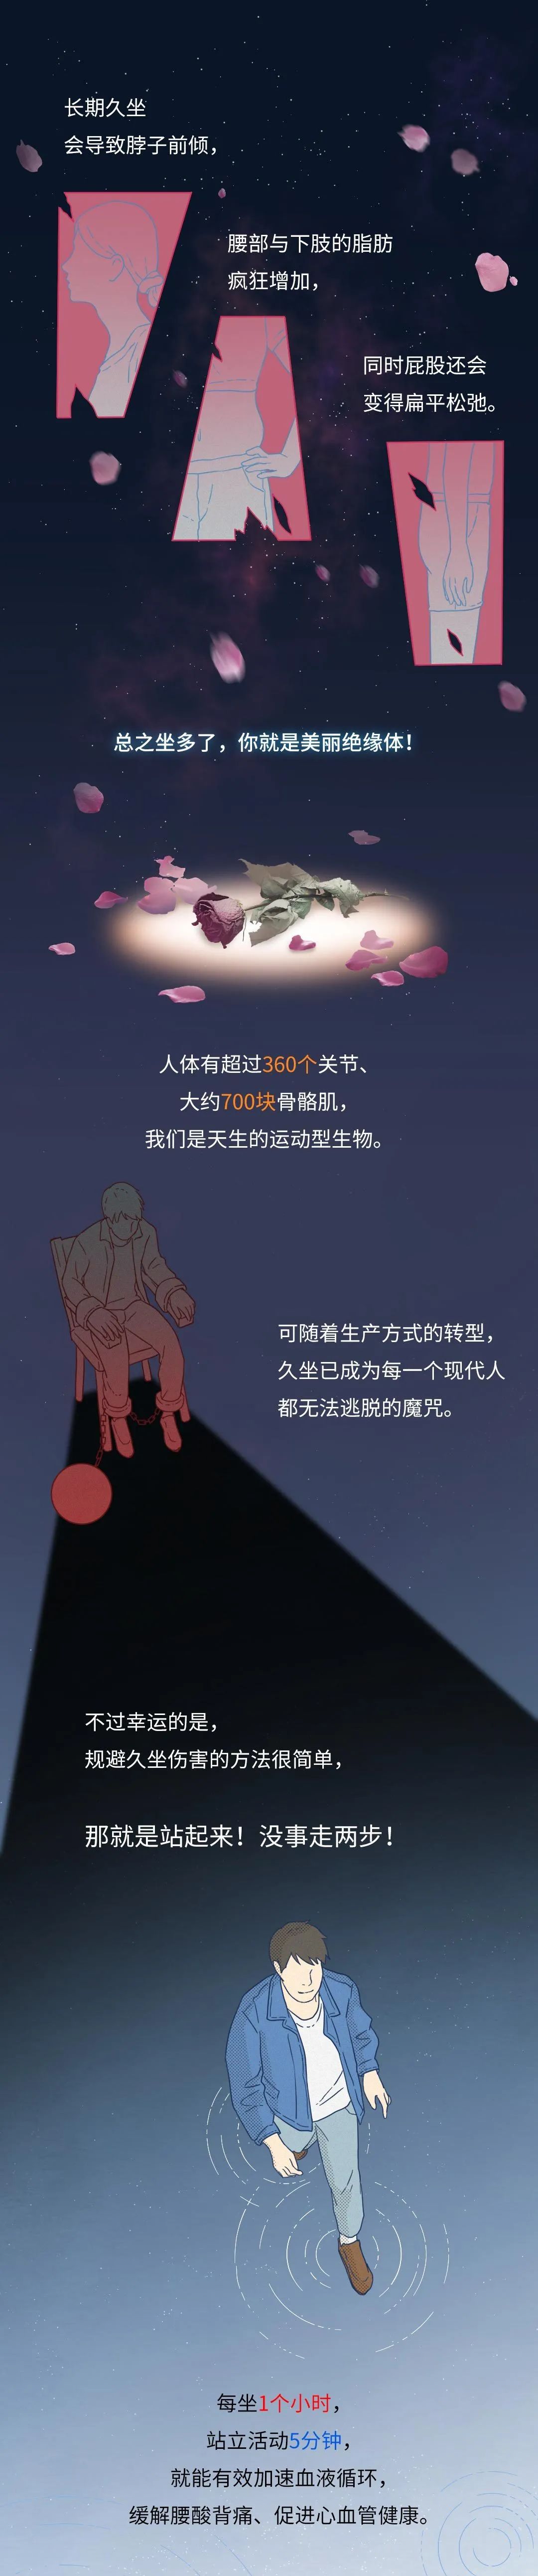 长期久坐
会导致脖子前倾，
腰部与下肢的脂肪
疯狂增加，
同时屁股还会
变得扁平松弛。
总之坐多了，你就是美丽绝缘体！
人体有超过360个关节、
大约700块骨骼肌，
我们是天生的运动型生物。
可随着生产方式的转型，
久坐已成为每一个现代人
都无法逃脱的魔咒。
不过幸运的是，
规避久坐伤害的方法很简单，
那就是站起来！没事走两步！
每坐1个小时，
站立活动5分钟，
就能有效加速血液循环，
缓解腰酸背痛、促进心血管健康。